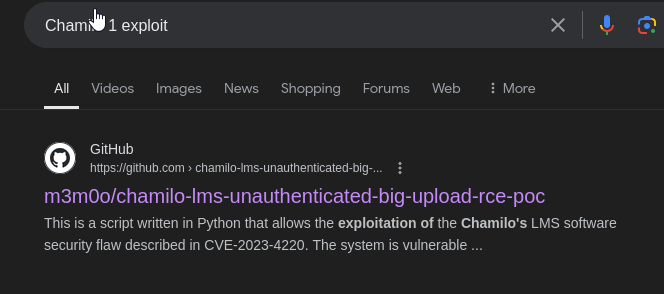 Chamil 1 exploit
All Videos Images News Shopping Forums Web More
GitHub
https://github.com › chamilo-lms-unauthenticated-big-...
m3m0o/chamilo-lms-unauthenticated-big-upload-rce-poc
This is a script written in Python that allows the exploitation of the Chamilo's LMS software
security flaw described in CVE-2023-4220. The system is vulnerable ...